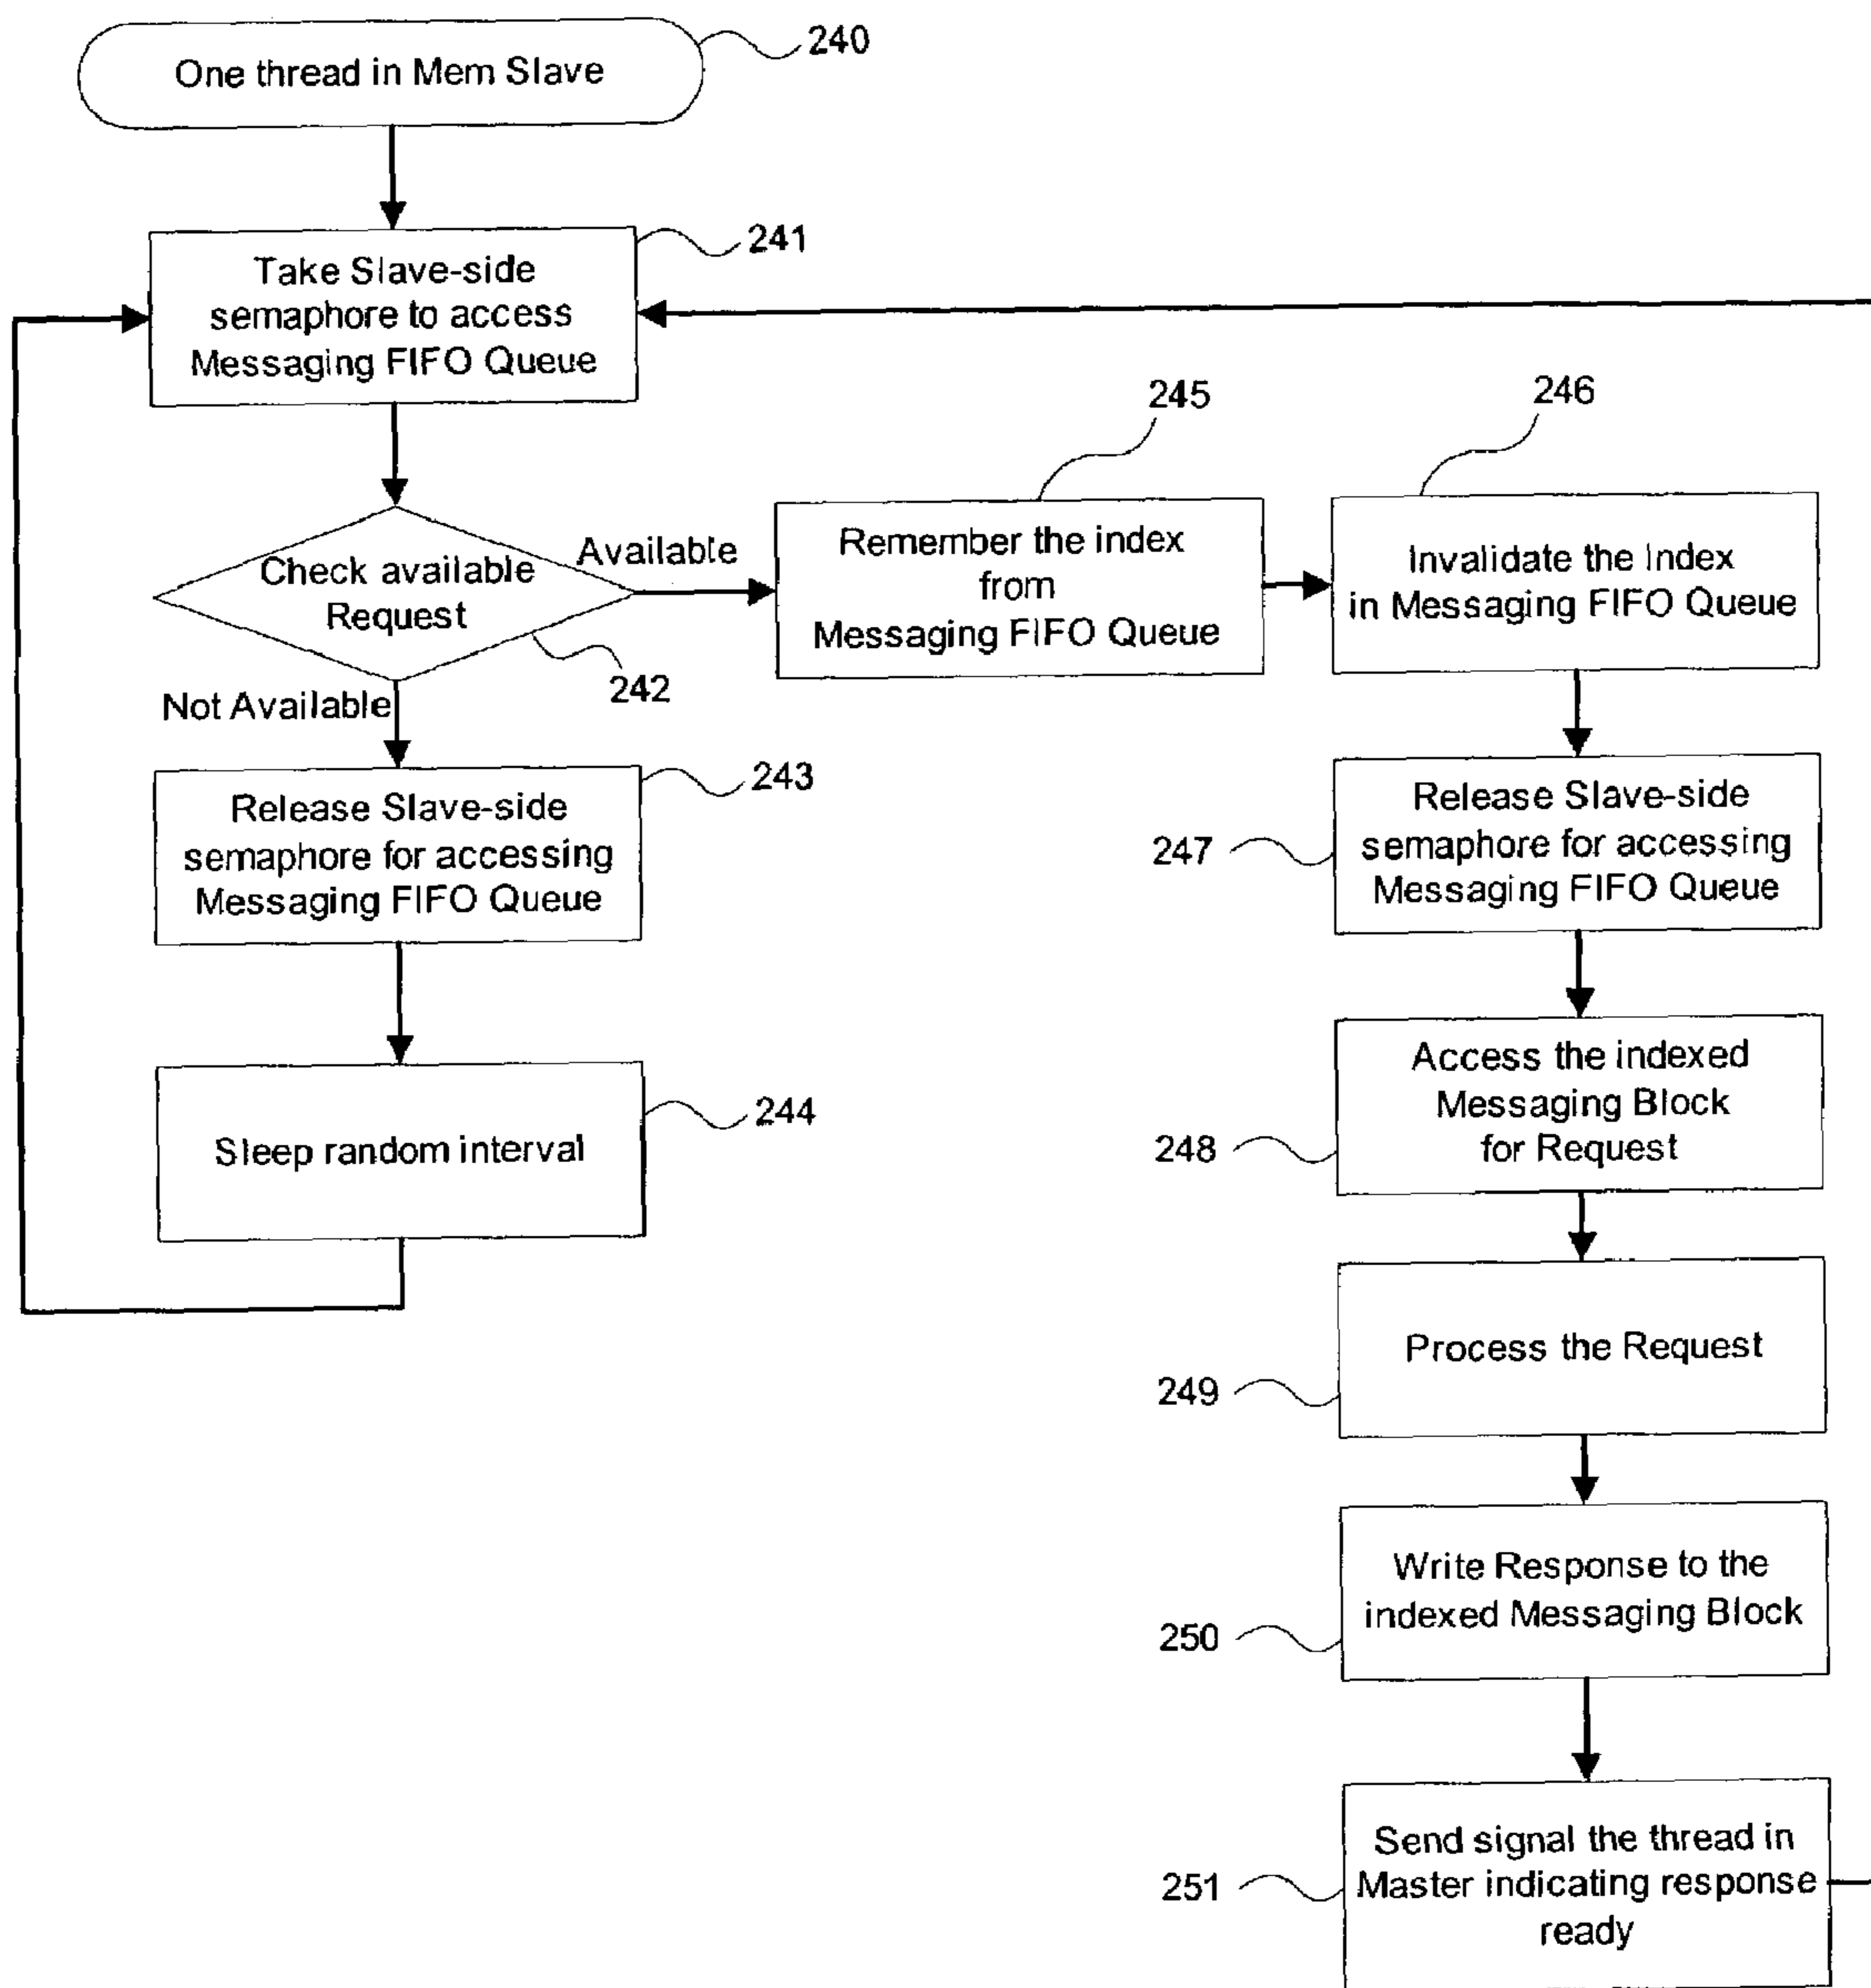 One thread in Mem Slave
240
Take Slave-side
semaphore to access
Messaging FIFO Queue
241
Check available
Request
Available
242
Not Available
Release Slave-side
semaphore for accessing
Messaging FIFO Queue
243
Sleep random interval
244
245
Remember the index
from
Messaging FIFO Queue
246
Invalidate the Index
in Messaging FIFO Queue
247
Release Slave-side
semaphore for accessing
Messaging FIFO Queue
248
Access the indexed
Messaging Block
for Request
249
Process the Request
250
Write Response to the
indexed Messaging Block
251
Send signal the thread in
Master indicating response
ready